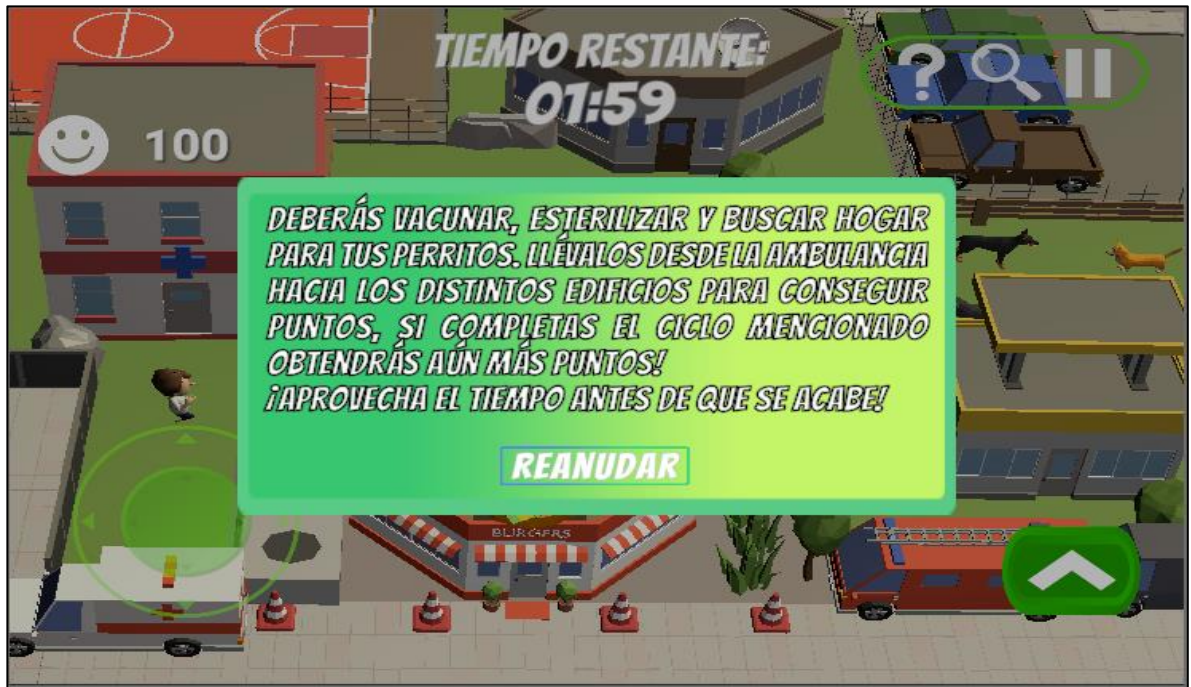 TIEMPO RESTANTE:
01:59
100
DEBERÁS VACUNAR, ESTERILIZAR Y BUSCAR HOGAR
PARA TUS PERRITOS. LLÉVALOS DESDE LA AMBULANCIA
HACIA LOS DISTINTOS EDIFICIOS PARA CONSEGUIR
PUNTOS, SI COMPLETAS EL CICLO MENCIONADO
OBTENDRÁS AÚN MÁS PUNTOS!
¡APROVECHA EL TIEMPO ANTES DE QUE SE ACABE!
REANUDAR
BURGERS